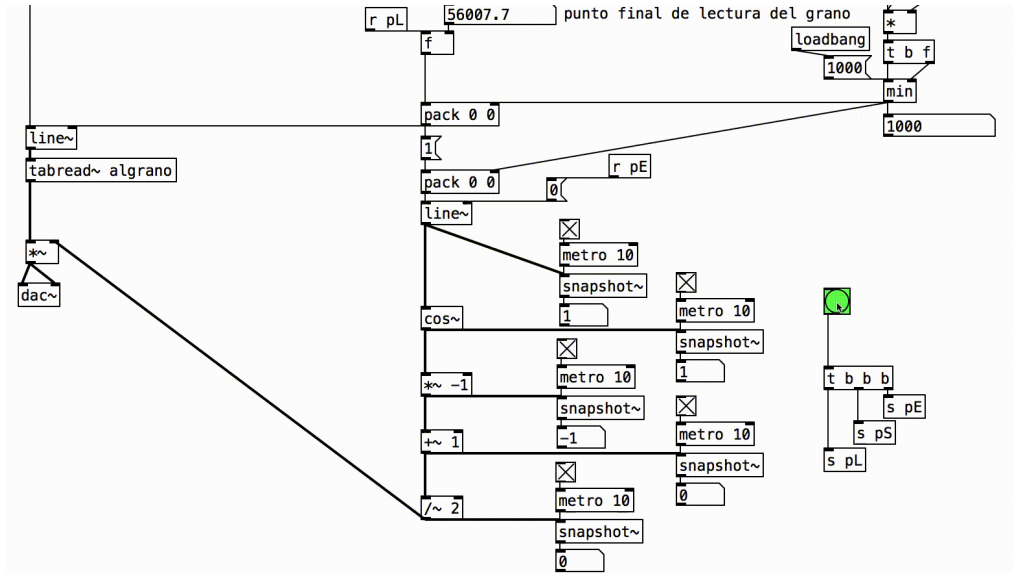 r pL
56007.7
punto final de lectura del grano
*
f
loadbang
t b f
1000
min
pack 0 0
1000
line~
1
tabread~ algrano
r pE
pack 0 0
0
line~
*~
metro 10
dac~
snapshot~
metro 10
1
cos~
snapshot~
1
metro 10
*~ -1
t b b b
snapshot~
s pE
-1
+~ 1
metro 10
s pS
snapshot~
s pL
0
metro 10
/~ 2
snapshot~
0